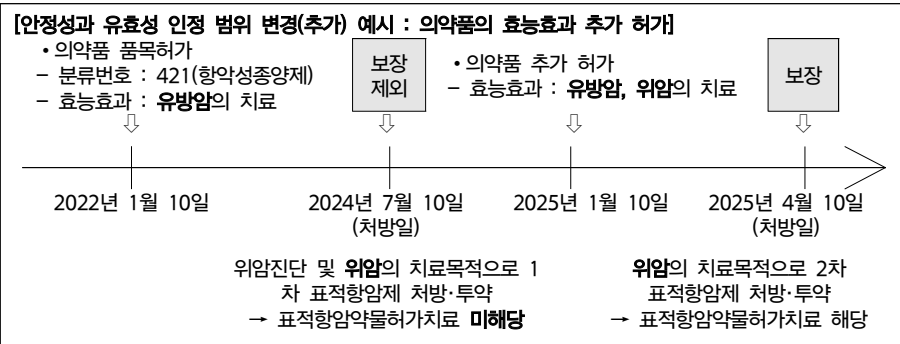 [안정성과 유효성 인정 범위 변경(추가) 예시 : 의약품의 효능효과 추가 허가]
• 의약품 품목허가
- 분류번호 : 421(항악성종양제)
- 효능효과 : 유방암의 치료
보장
제외
• 의약품 추가 허가
- 효능효과 : 유방암, 위암의 치료
보장
2022년 1월 10일
2024년 7월 10일
(처방일)
2025년 1월 10일
2025년 4월 10일
(처방일)
위암진단 및 위암의 치료목적으로 1
차 표적항암제 처방·투약
→ 표적항암약물허가치료 미해당
위암의 치료목적으로 2차
표적항암제 처방·투약
→ 표적항암약물허가치료 해당